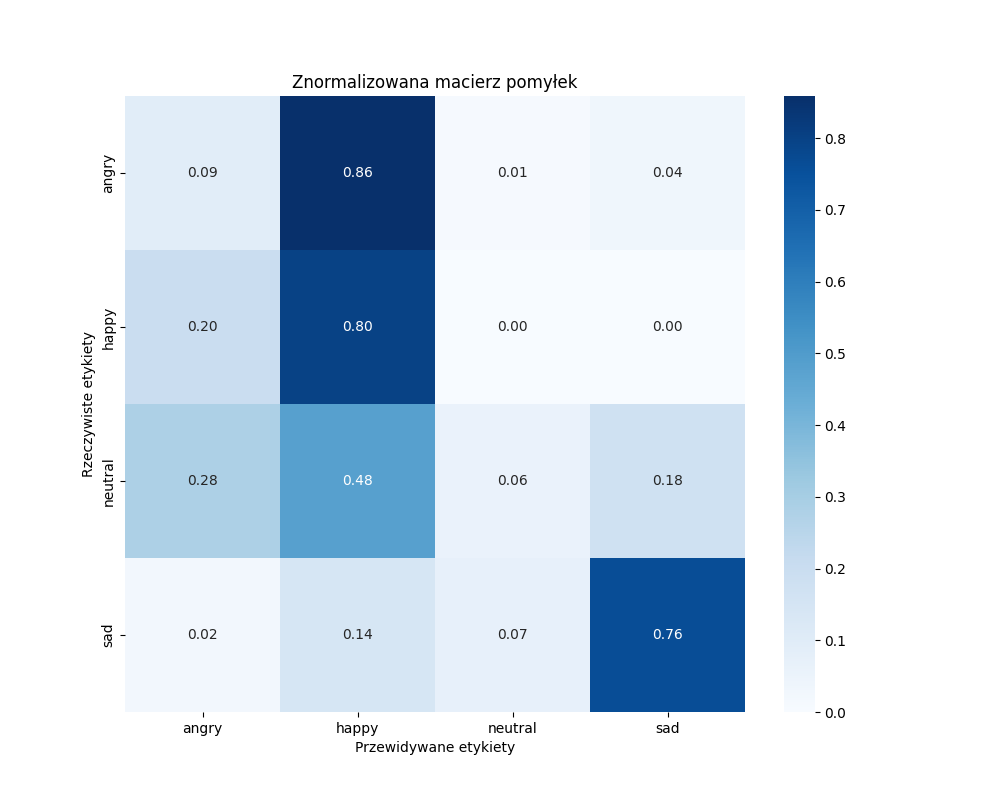 Znormalizowana macierz pomyłek
Rzeczywiste etykiety
angry
0.09 0.86 0.01 0.04
happy
0.20 0.80 0.00 0.00
neutral
0.28 0.48 0.06 0.18
sad
0.02 0.14 0.07 0.76
angry happy neutral sad
Przewidywane etykiety
0.8
0.7
0.6
0.5
0.4
0.3
0.2
0.1
0.0